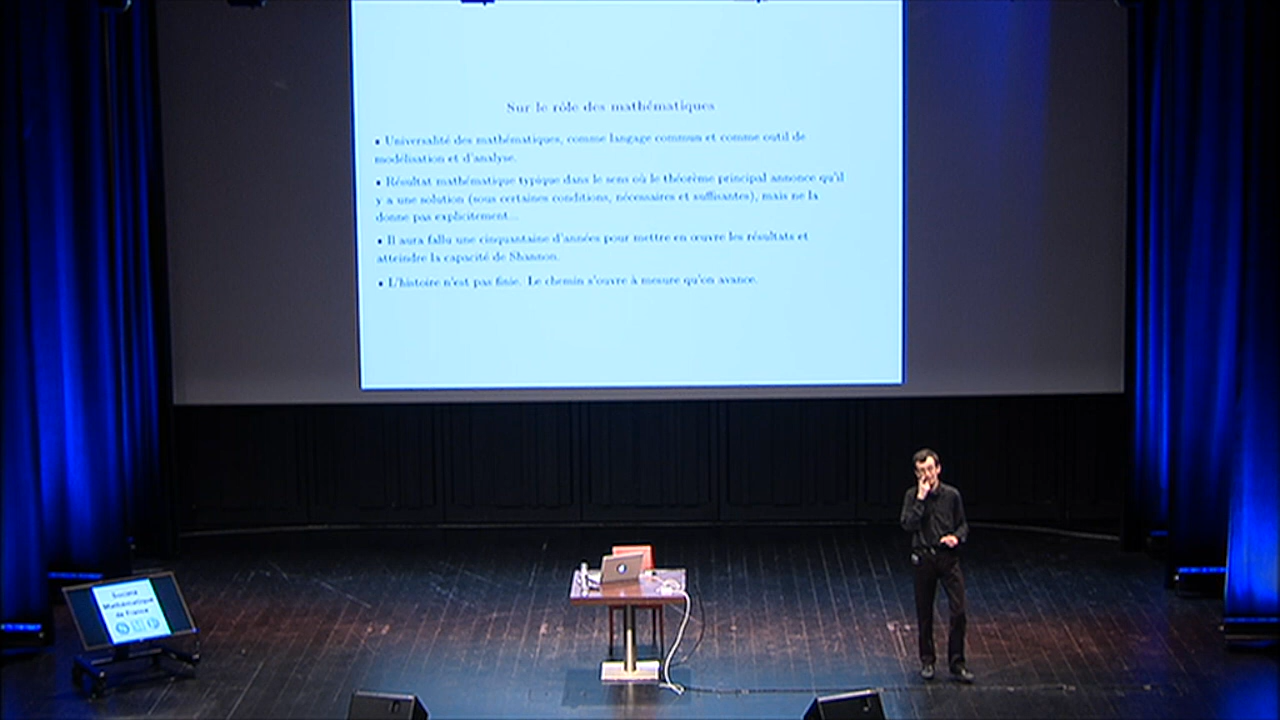 Sur le rôle des mathématiques
• Universalité des mathématiques, comme langage commun et comme outil de
modélisation et d'analyse.
• Résultat mathématique typique dans le sens où le théorème principal annonce qu'il
y a une solution (sous certaines conditions, nécessaires et suffisantes), mais ne la
donne pas explicitement...
• Il aura fallu une cinquantaine d'années pour mettre en œuvre les résultats et
atteindre la capacité de Shannon.
• L'histoire n'est pas finie. Le chemin s'ouvre à mesure qu'on avance.
Société
Mathématique
de France